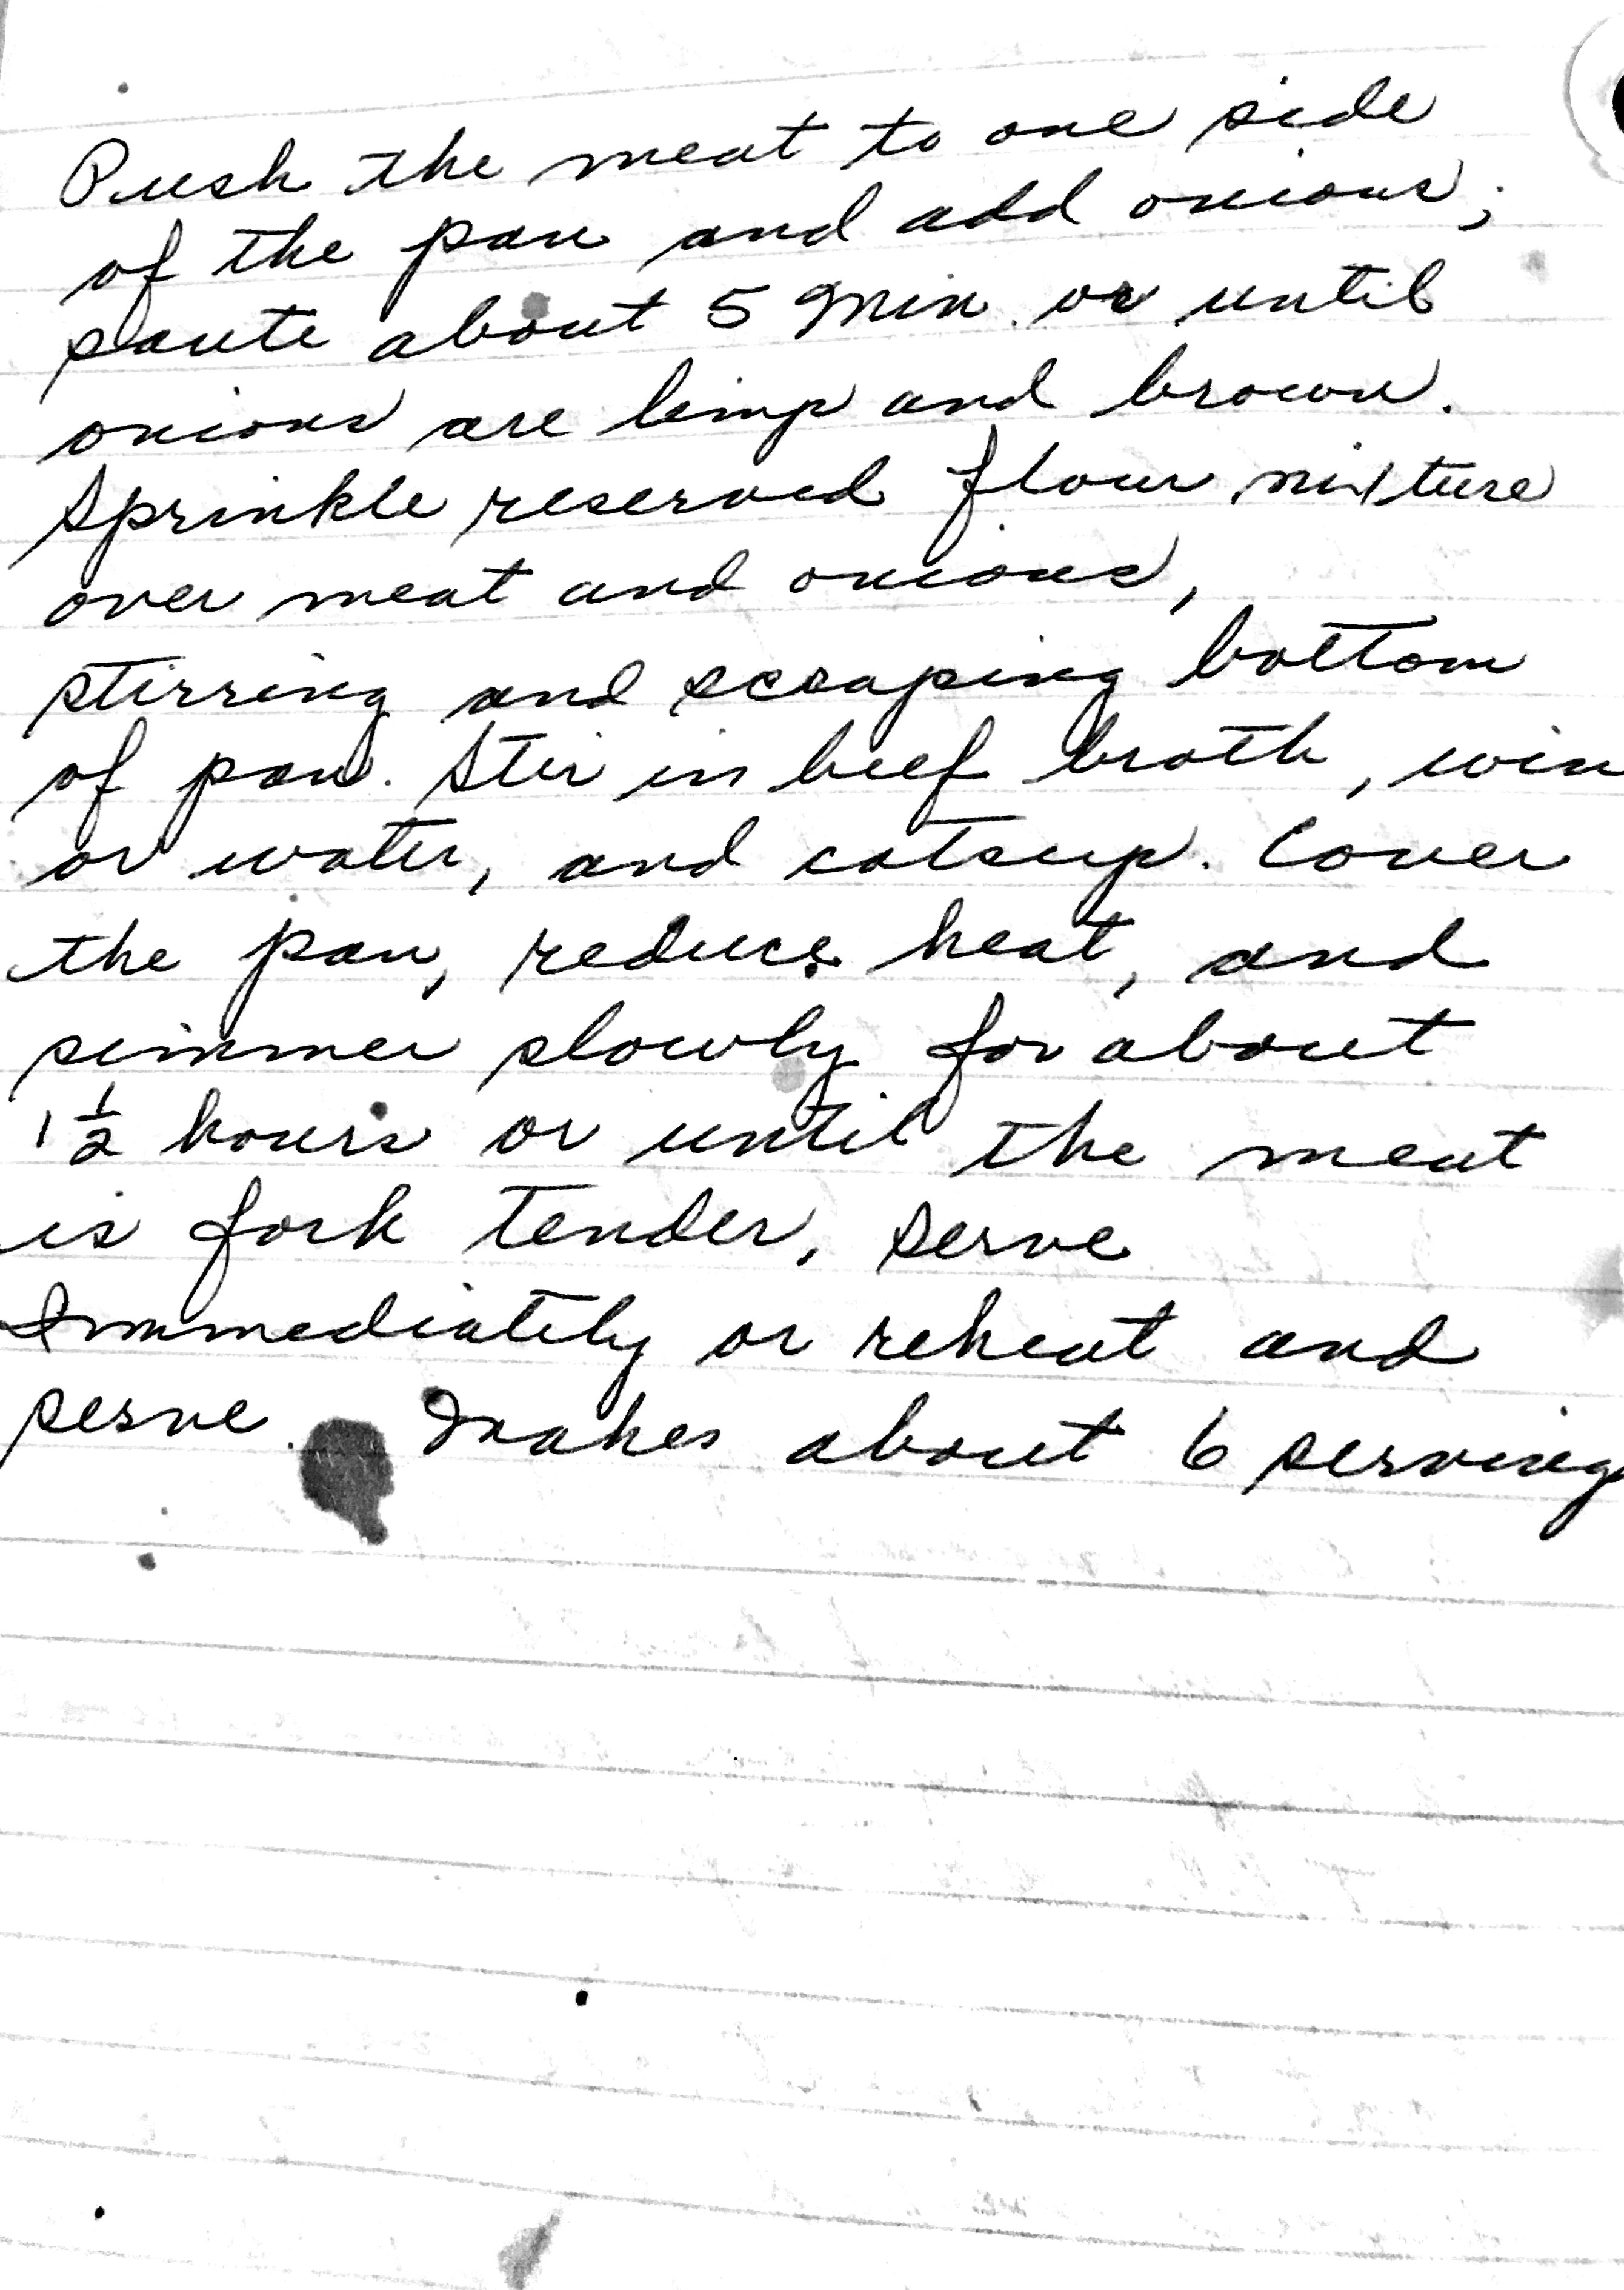 Push the meat to one side
of the pan and add onions;
saute about 5 Min. or until
onions are limp and brown.
Sprinkle reserved flour mixture
over meat and onions,
stirring and scraping bottom
of pan. Stir in beef broth, win
or water, and catsup. Cover
the pan, reduce heat, and
simmer slowly for about
1 1/2 hours or until the meat
is fork tender. Serve
Immediately or reheat and
serve. Makes about 6 servings